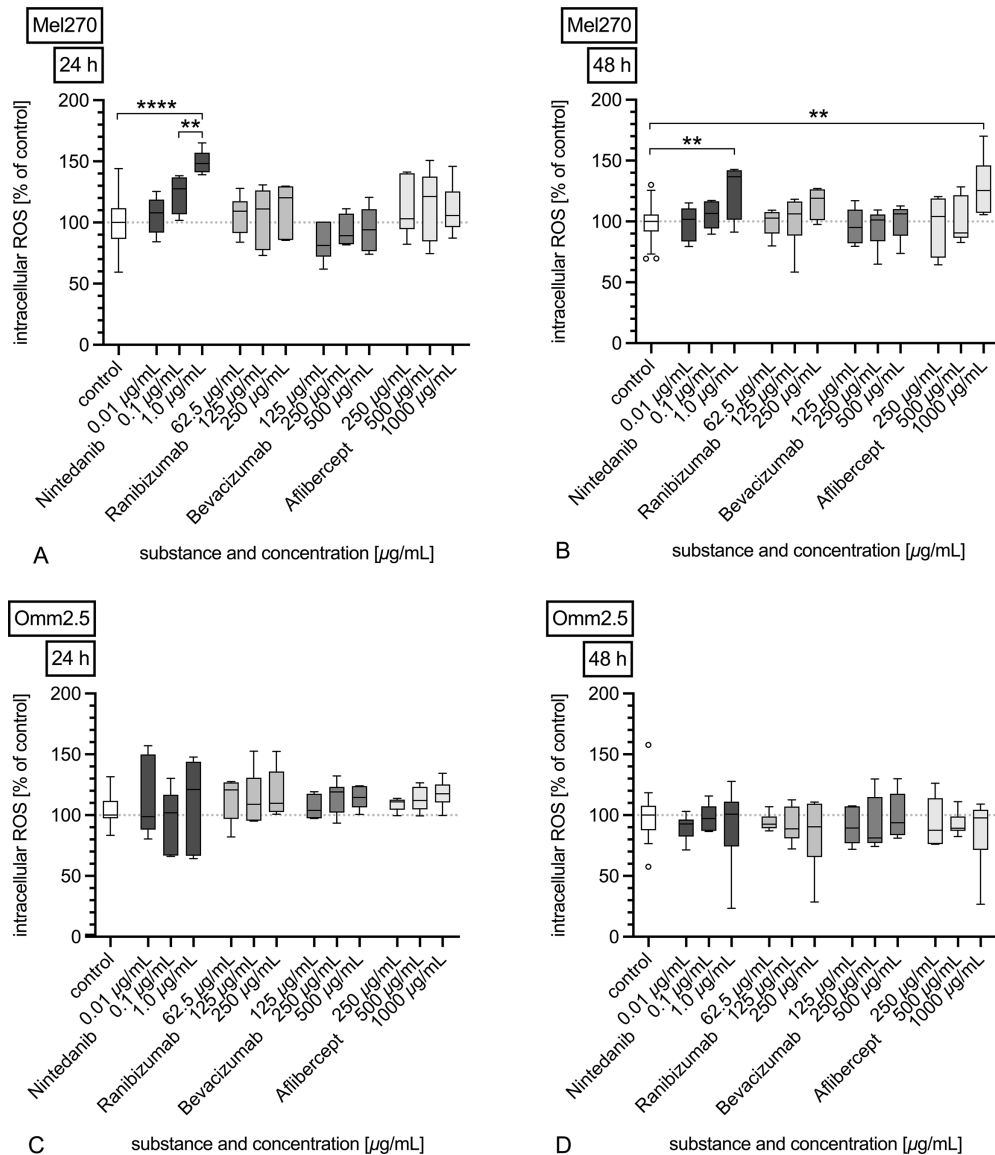 Mel270
24 h
intracellular ROS [% of control]
200
150
100
50
0
****
**
control
0.01 µg/mL
0.1 µg/mL
1.0 µg/mL
62.5 µg/mL
125 µg/mL
250 µg/mL
125 µg/mL
250 µg/mL
500 µg/mL
250 µg/mL
500 µg/mL
1000 µg/mL
Nintedanib
Ranibizumab
Bevacizumab
Aflibercept
A
substance and concentration [µg/mL]
Mel270
48 h
intracellular ROS [% of control]
200
150
100
50
0
**
**
control
0.01 µg/mL
0.1 µg/mL
1.0 µg/mL
62.5 µg/mL
125 µg/mL
250 µg/mL
125 µg/mL
250 µg/mL
500 µg/mL
250 µg/mL
500 µg/mL
1000 µg/mL
Nintedanib
Ranibizumab
Bevacizumab
Aflibercept
B
substance and concentration [µg/mL]
Omm2.5
24 h
intracellular ROS [% of control]
200
150
100
50
0
control
0.01 µg/mL
0.1 µg/mL
1.0 µg/mL
62.5 µg/mL
125 µg/mL
250 µg/mL
125 µg/mL
250 µg/mL
500 µg/mL
250 µg/mL
500 µg/mL
1000 µg/mL
Nintedanib
Ranibizumab
Bevacizumab
Aflibercept
C
substance and concentration [µg/mL]
Omm2.5
48 h
intracellular ROS [% of control]
200
150
100
50
0
control
0.01 µg/mL
0.1 µg/mL
1.0 µg/mL
62.5 µg/mL
125 µg/mL
250 µg/mL
125 µg/mL
250 µg/mL
500 µg/mL
250 µg/mL
500 µg/mL
1000 µg/mL
Nintedanib
Ranibizumab
Bevacizumab
Aflibercept
D
substance and concentration [µg/mL]